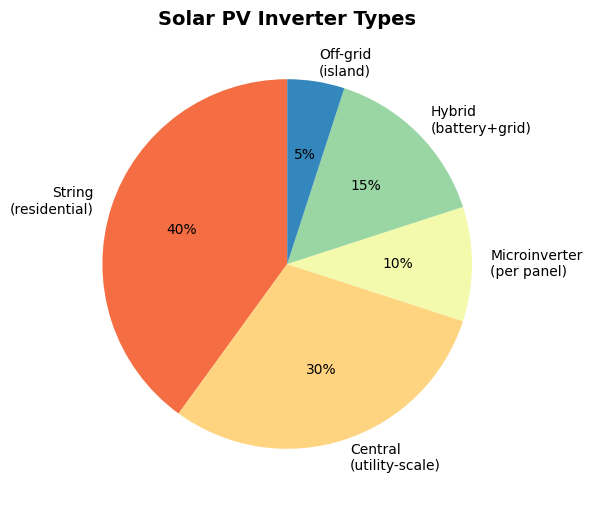 Solar PV Inverter Types
Off-grid
(island)
Hybrid
(battery+grid)
5%
15%
String
(residential)
40%
10%
Microinverter
(per panel)
30%
Central
(utility-scale)